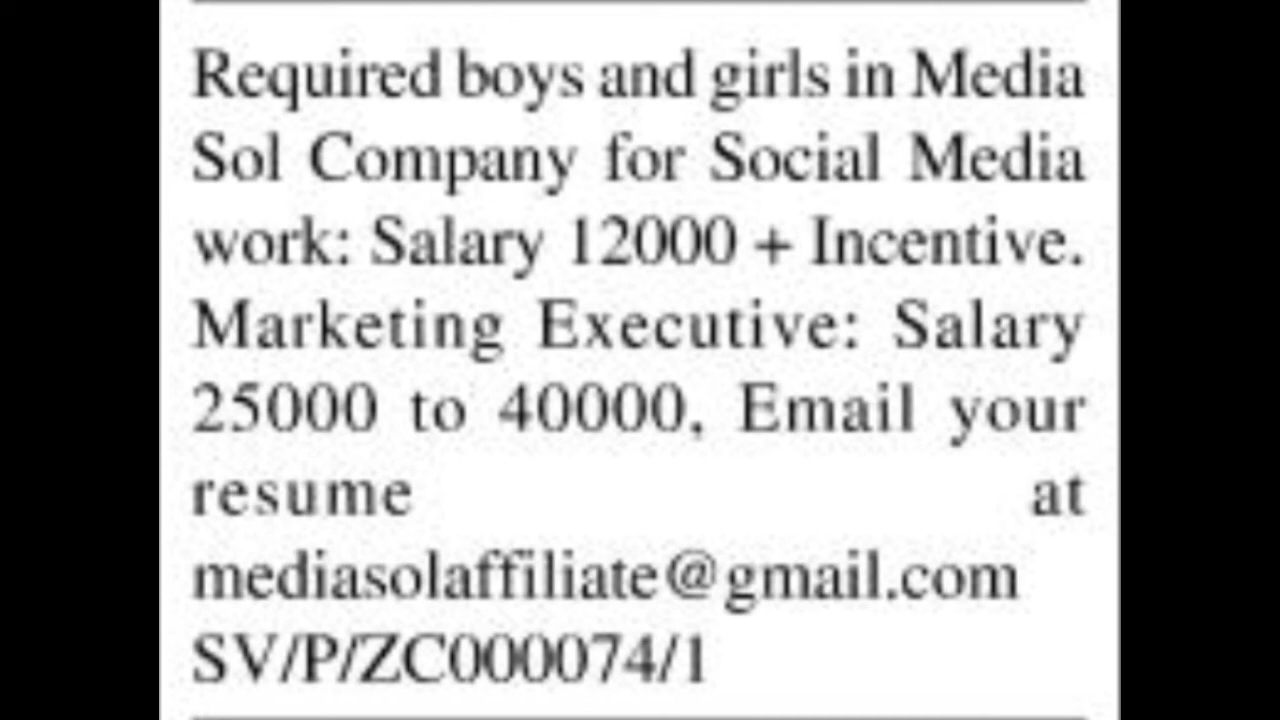 Required boys and girls in Media
Sol Company for Social Media
work: Salary 12000 + Incentive.
Marketing Executive: Salary
25000 to 40000, Email your
resume at
mediasolaffiliate@gmail.com
SV/P/ZC000074/1